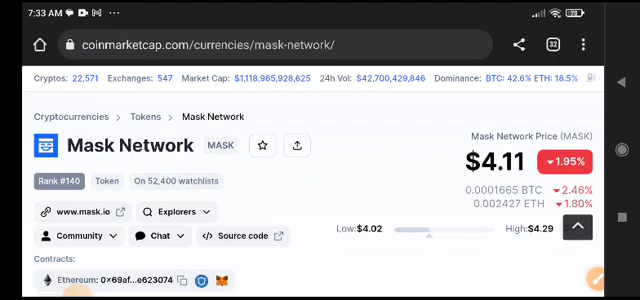 7:33 AM
70
coinmarketcap.com/currencies/mask-network/
32
Cryptos: 22,571 Exchanges: 547 Market Cap: $1,118,965,928,625 24h Vol: $42,700,429,846 Dominance: BTC: 42.6% ETH: 18.5%
Cryptocurrencies > Tokens > Mask Network
Mask Network Price (MASK)
Mask Network MASK
$4.11 1.95%
Rank #140 Token On 52,400 watchlists
0.0001665 BTC 2.46%
0.002427 ETH 1.80%
www.mask.io Explorers
Low: $4.02 High: $4.29
Community Chat Source code
Contracts:
Ethereum: 0x69af...e623074